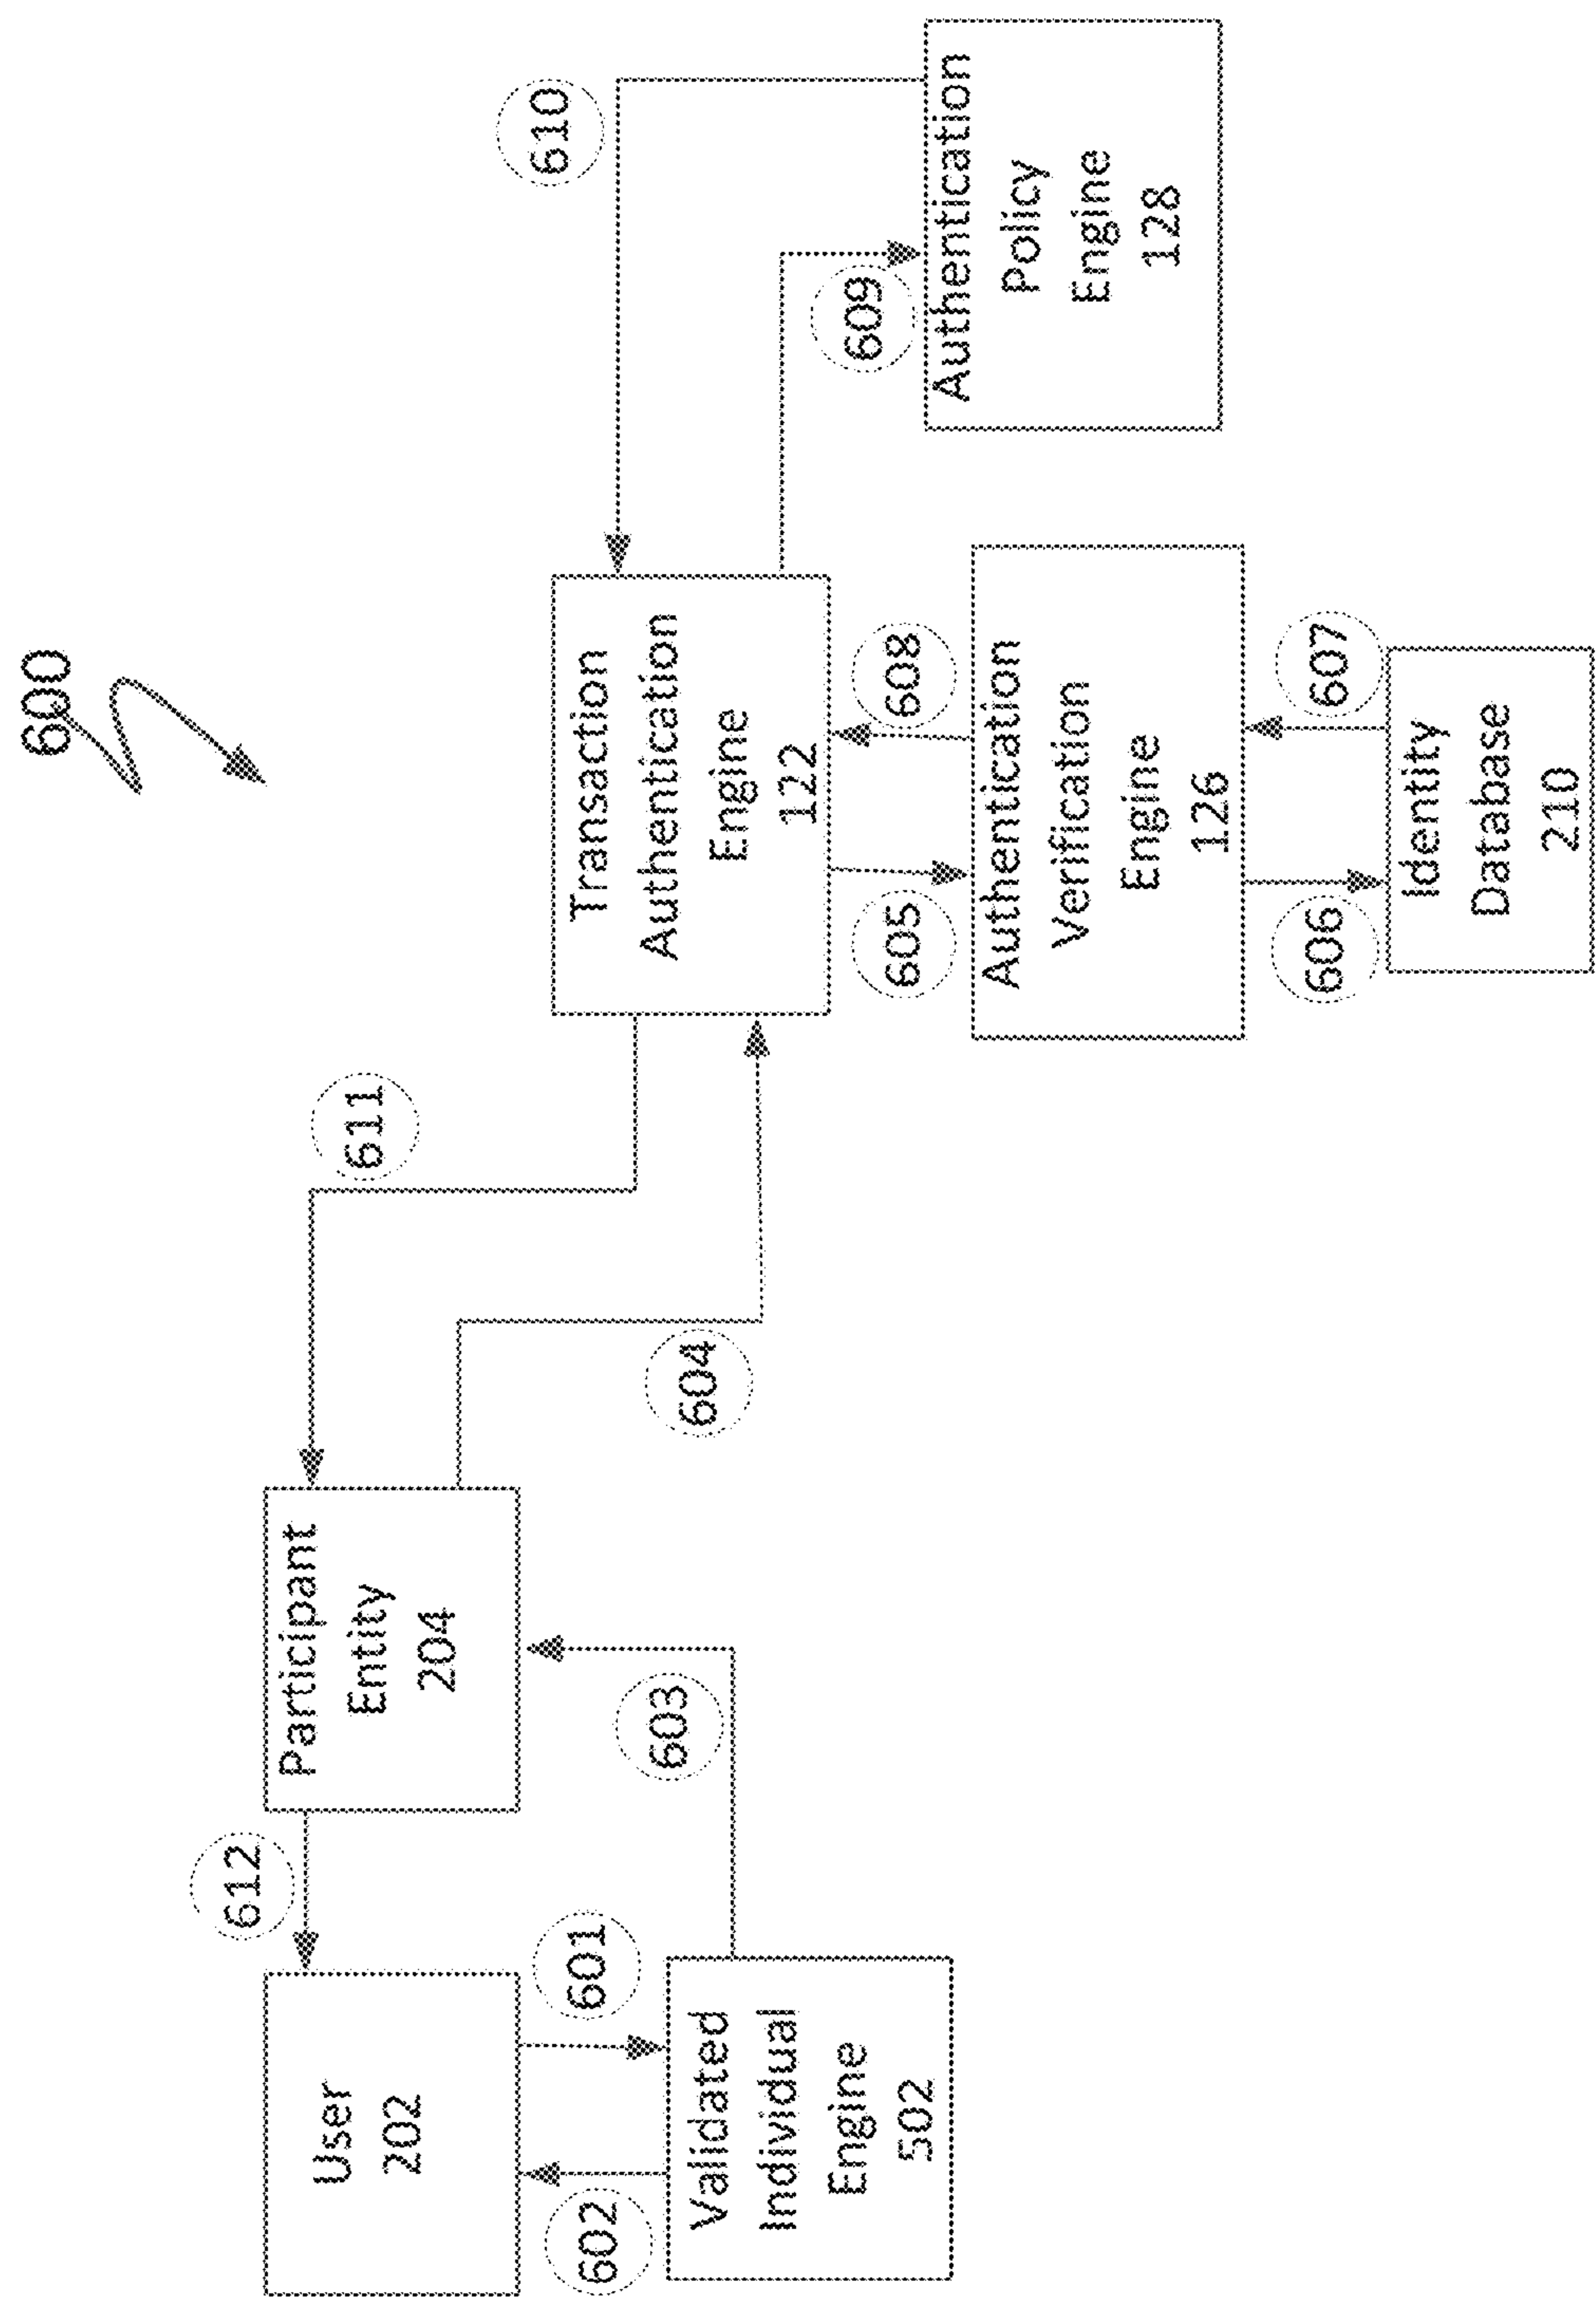 600
User
202
612
Participant
Entity
204
611
601
602
Validated
Individual
Engine
502
603
604
Transaction
Authentication
Engine
122
610
609
605
608
Authentication
Verification
Engine
126
Authentication
Policy
Engine
128
606
607
Identity
Database
210